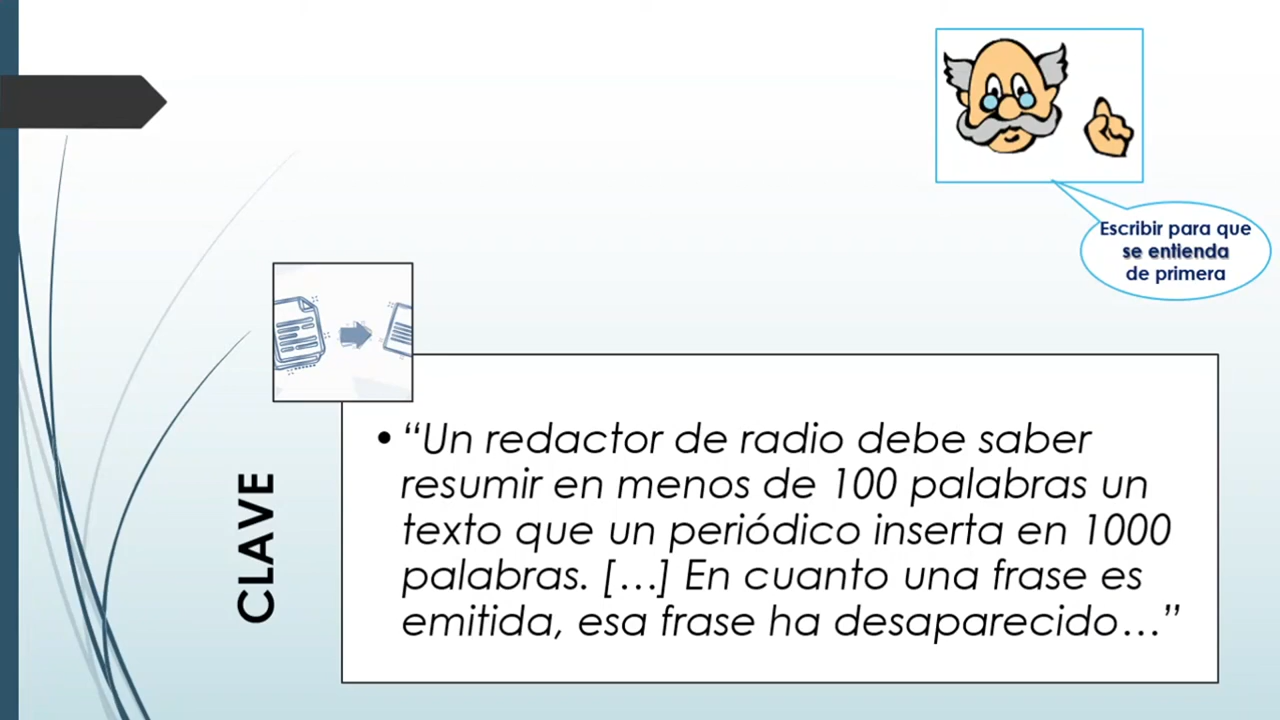 Escribir para que
se entienda
de primera
CLAVE
• “Un redactor de radio debe saber
resumir en menos de 100 palabras un
texto que un periódico inserta en 1000
palabras. […] En cuanto una frase es
emitida, esa frase ha desaparecido…”